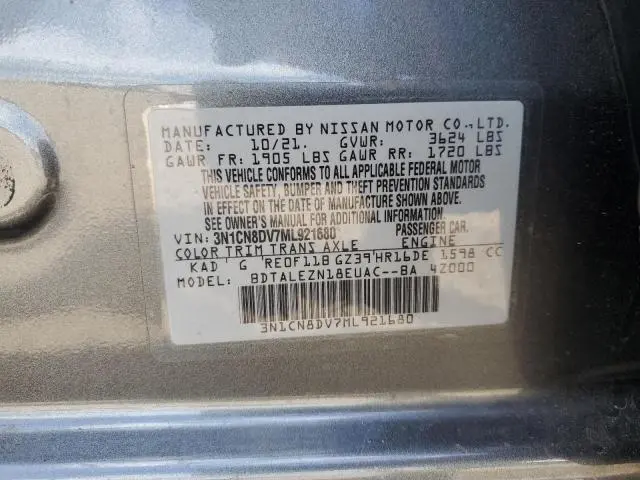 MANUFACTURED BY NISSAN MOTOR CO.,LTD.
DATE: 10/21. GVWR: 3624 LBS
GAWR FR: 1905 LBS GAWR RR: 1720 LBS
THIS VEHICLE CONFORMS TO ALL APPLICABLE FEDERAL MOTOR
VEHICLE SAFETY, BUMPER AND THEFT PREVENTION STANDARDS
IN EFFECT ON THE DATE OF MANUFACTURE SHOWN ABOVE.
SEE OWNER'S MANUAL FOR ADDITIONAL INFORMATION.
VIN: 3N1CN8DV7ML921680 PASSENGER CAR.
COLOR TRIM TRANS AXLE ENGINE
KAD G RE0F11B GZ39 HR16DE 1598 CC
MODEL: BDTALEZN18EUAC--BA 4Z000
3N1CN8DV7ML921680